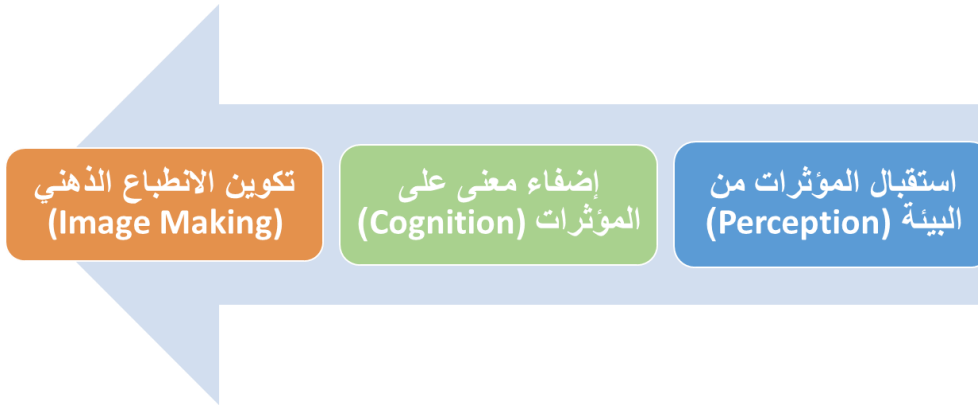 استقبال المؤثرات من
البيئة (Perception)
إضفاء معنى على
المؤثرات (Cognition)
تكوين الانطباع الذهني
(Image Making)